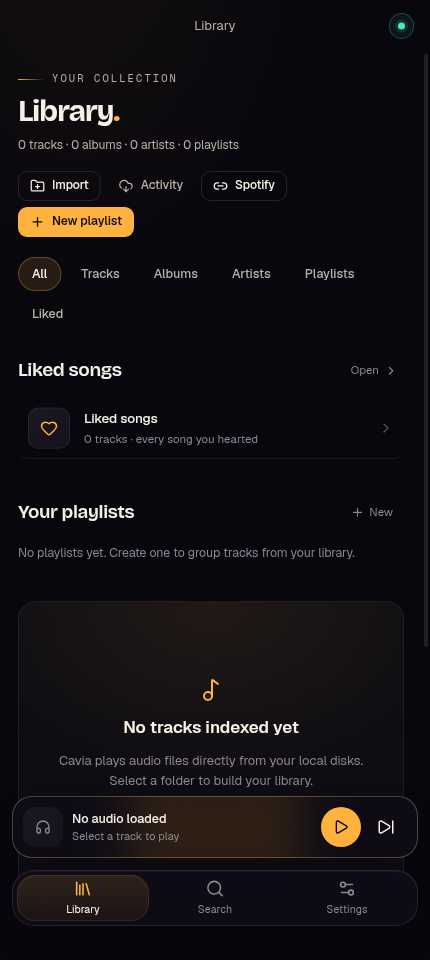 Library
YOUR COLLECTION
Library.
0 tracks · 0 albums · 0 artists · 0 playlists
Import
Activity
Spotify
New playlist
All
Tracks
Albums
Artists
Playlists
Liked
Liked songs
Open
Liked songs
0 tracks · every song you hearted
Your playlists
New
No playlists yet. Create one to group tracks from your library.
No tracks indexed yet
Cavia plays audio files directly from your local disks.
Select a folder to build your library.
No audio loaded
Select a track to play
Library
Search
Settings